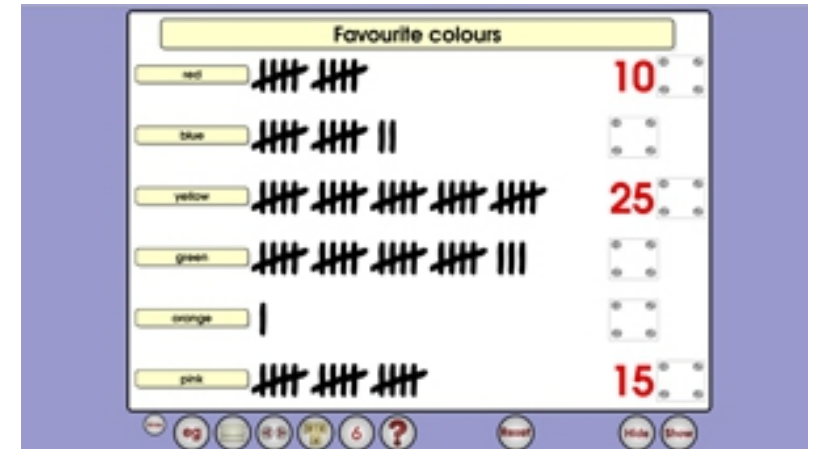 Favourite colours
red
10
blue
yellow
25
green
orange
pink
15
eg
6
?
Reset
Hide
Show